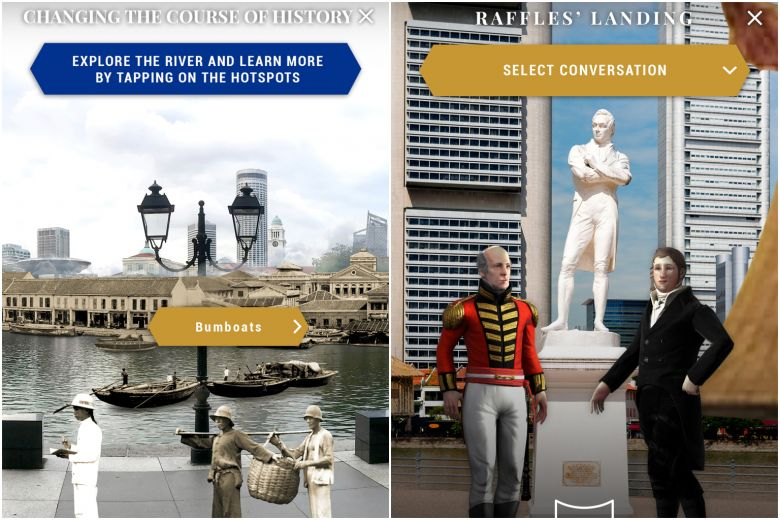 CHANGING THE COURSE OF HISTORY
EXPLORE THE RIVER AND LEARN MORE
BY TAPPING ON THE HOTSPOTS
Bumboats
RAFFLES’ LANDING
SELECT CONVERSATION